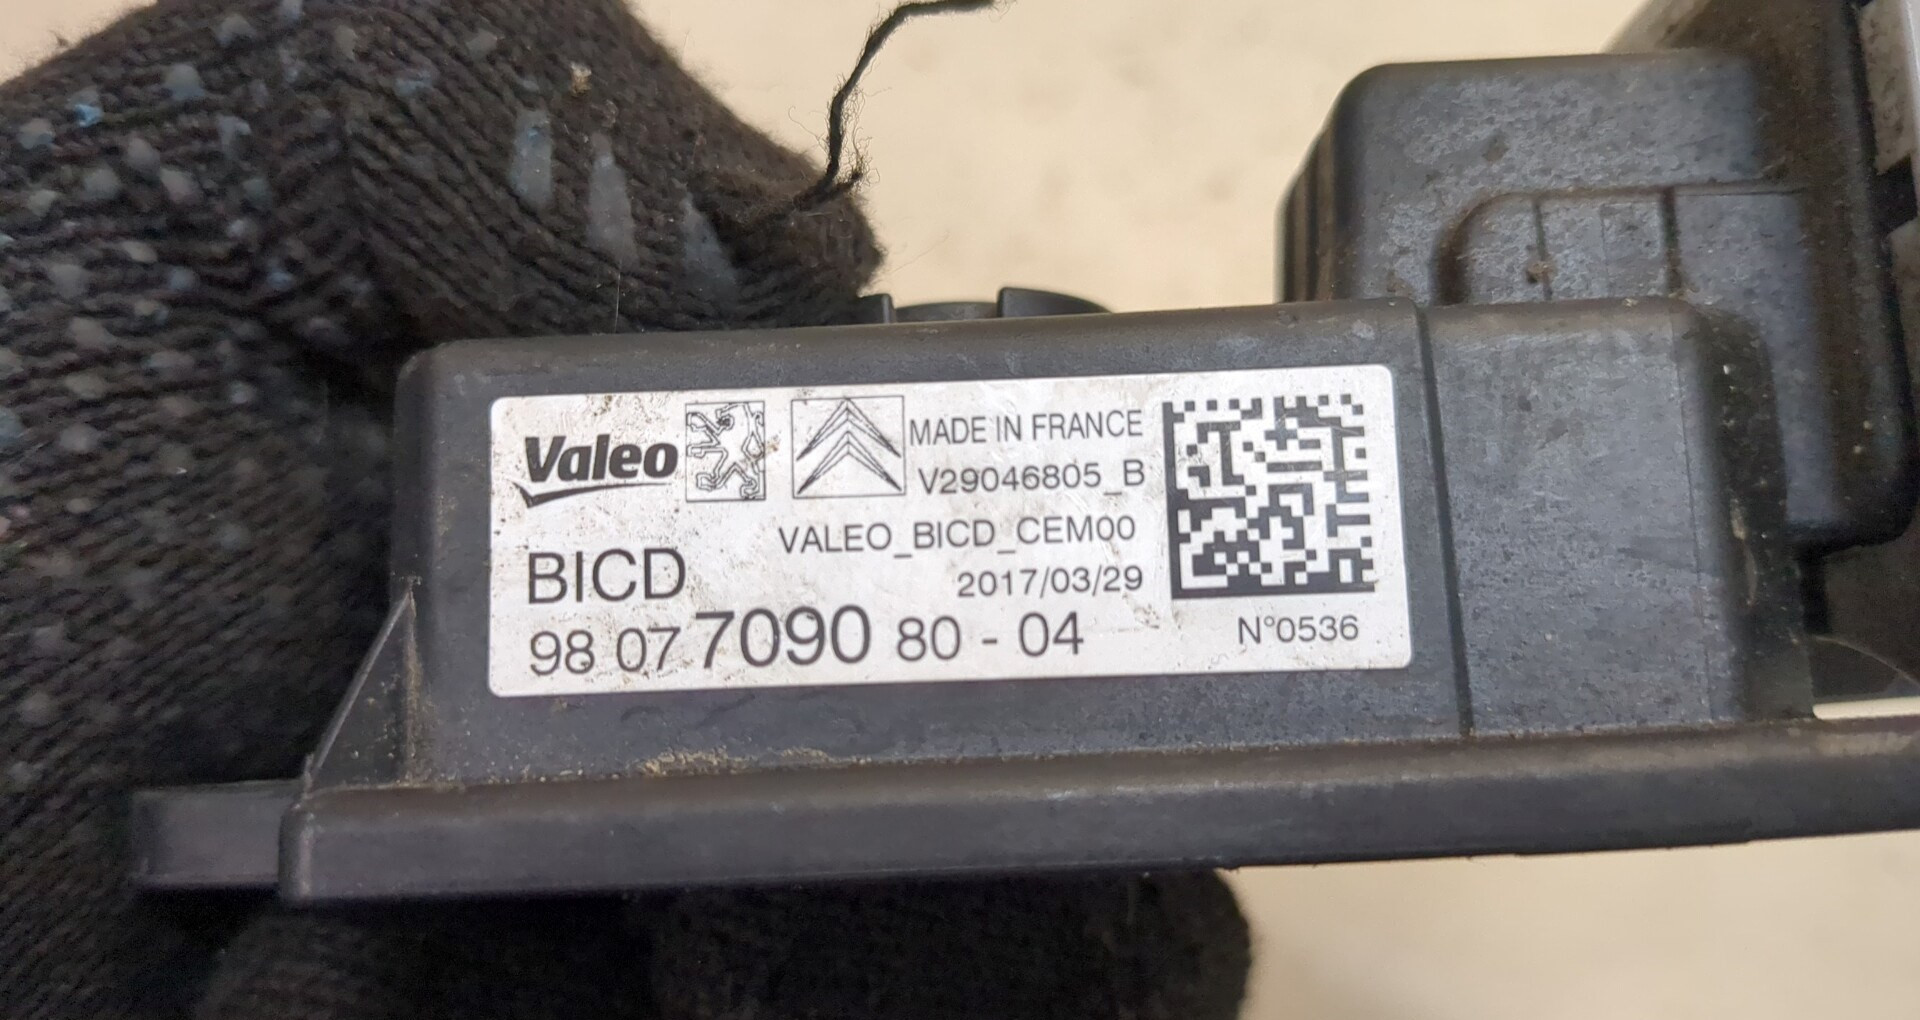 Valeo
MADE IN FRANCE
V29046805_B
VALEO_BICD_CEM00
BICD
2017/03/29
98 07 7090 80 - 04
N°0536